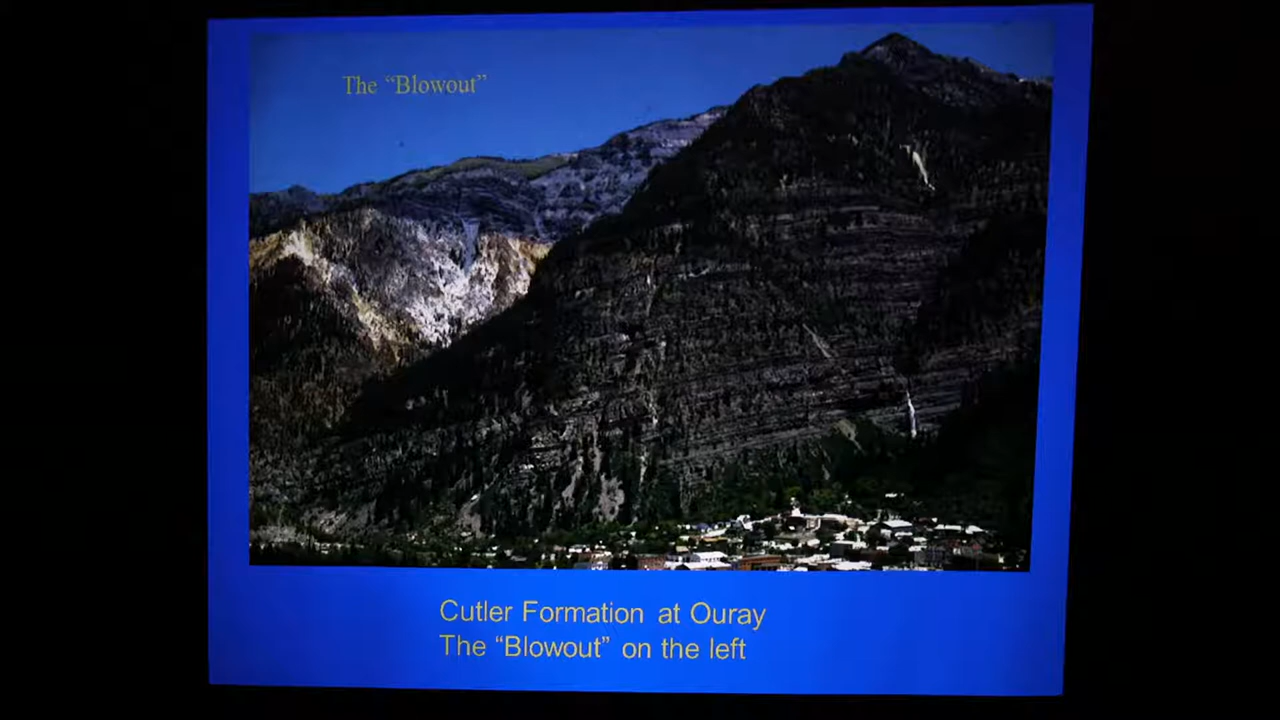 The “Blowout”
Cutler Formation at Ouray
The “Blowout” on the left